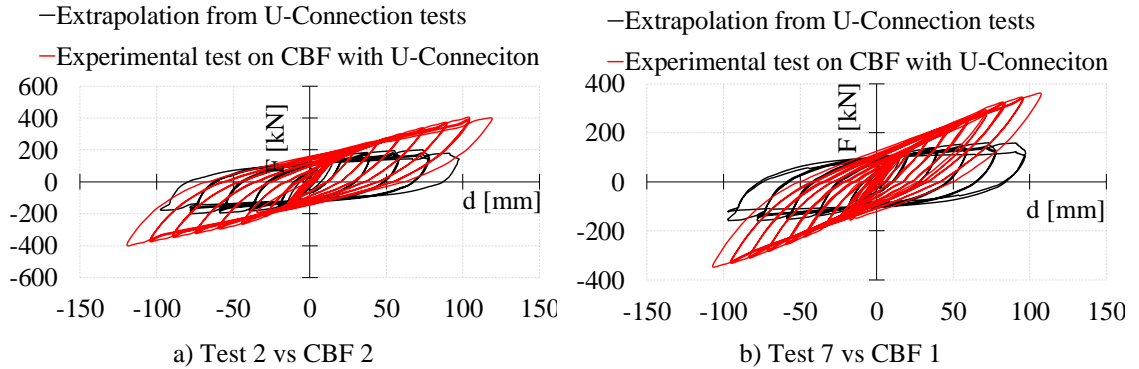 Extrapolation from U-Connection tests
Experimental test on CBF with U-Conneciton
600
400
200
0
-200
-400
-600
-150 -100 -50 0 50 100 150
[kN]
d [mm]
a) Test 2 vs CBF 2
Extrapolation from U-Connection tests
Experimental test on CBF with U-Conneciton
400
200
0
-200
-400
-150 -100 -50 0 50 100 150
F [kN]
d [mm]
b) Test 7 vs CBF 1